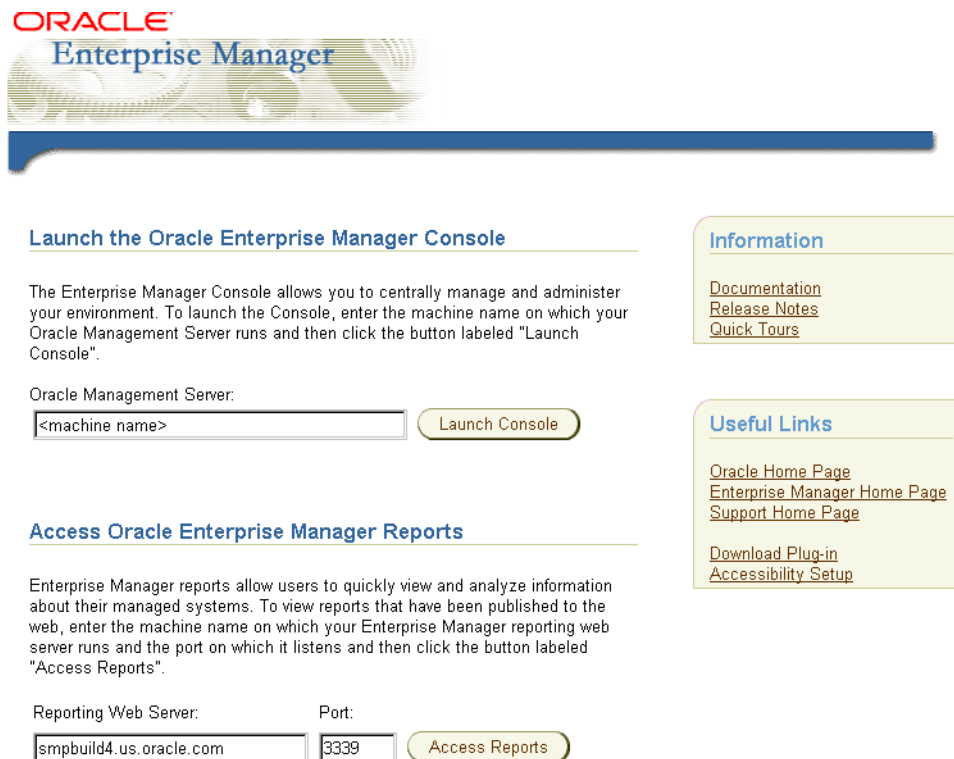 ORACLE
Enterprise Manager
Launch the Oracle Enterprise Manager Console
The Enterprise Manager Console allows you to centrally manage and administer
your environment. To launch the Console, enter the machine name on which your
Oracle Management Server runs and then click the button labeled "Launch
Console".
Oracle Management Server:
<machine name>
Launch Console
Access Oracle Enterprise Manager Reports
Enterprise Manager reports allow users to quickly view and analyze information
about their managed systems. To view reports that have been published to the
web, enter the machine name on which your Enterprise Manager reporting web
server runs and the port on which it listens and then click the button labeled
"Access Reports".
Reporting Web Server: Port:
smpbuild4.us.oracle.com 3339 Access Reports
Information
Documentation
Release Notes
Quick Tours
Useful Links
Oracle Home Page
Enterprise Manager Home Page
Support Home Page
Download Plug-in
Accessibility Setup